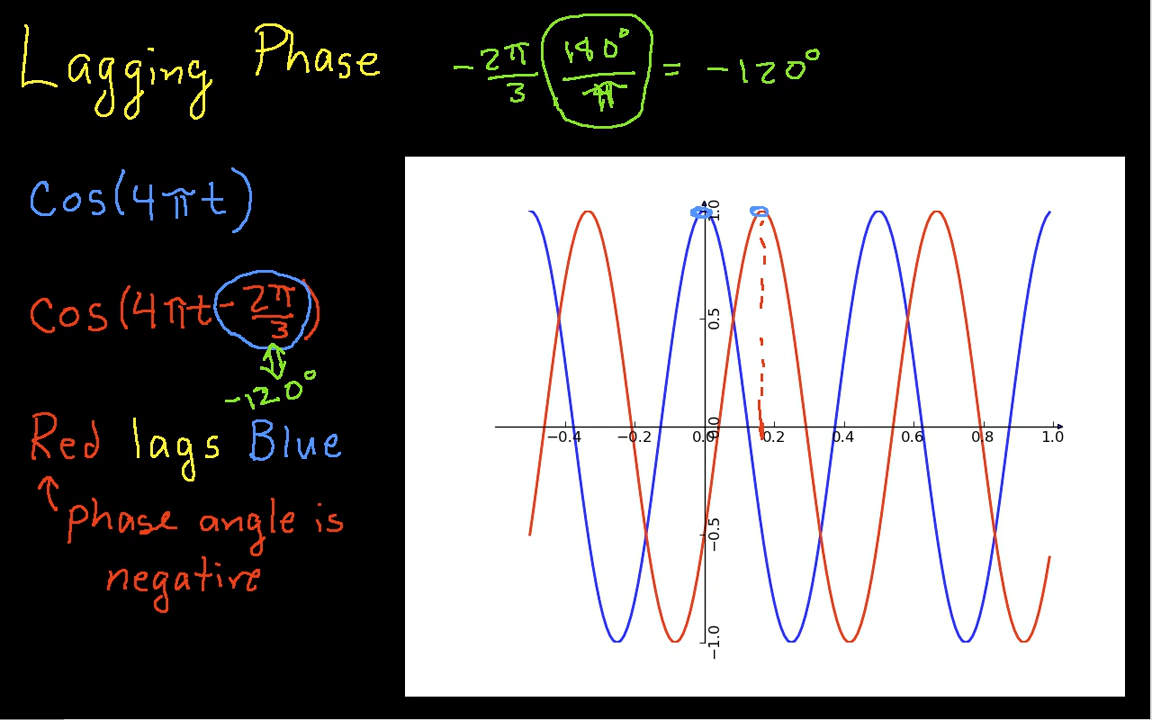 Lagging Phase
-2π/3 180°/π = -120°
Cos(4πt)
Cos(4πt - 2π/3)
-120°
Red lags Blue
Phase angle is
negative
1.0
0.5
−0.4 −0.2 0.0 0.0 0.2 0.4 0.6 0.8 1.0
−0.5
−1.0